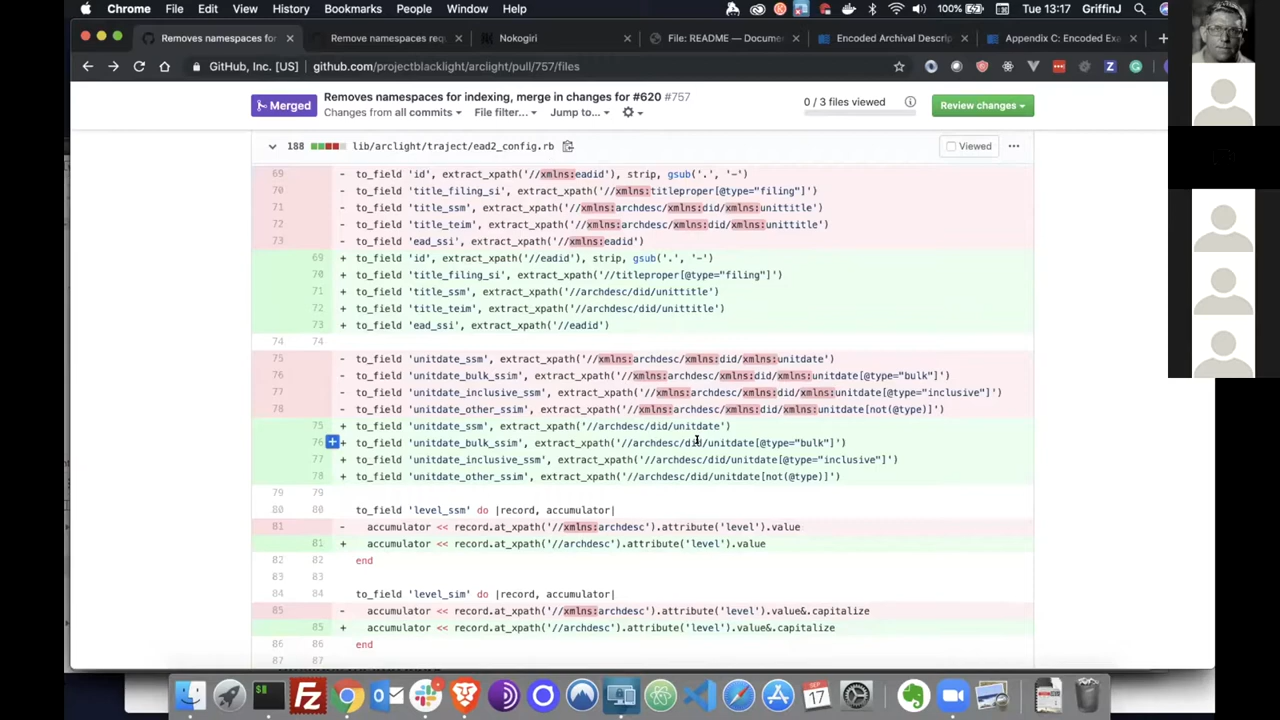 Chrome File Edit View History Bookmarks People Window Help 100% Tue 13:17 GriffinJ
Removes namespaces for × Remove namespaces req × Nokogiri × File: README — Docume × Encoded Archival Descrip × Appendix C: Encoded Exa × +
GitHub, Inc. [US] github.com/projectblacklight/arclight/pull/757/files
Merged Removes namespaces for indexing, merge in changes for #620 #757
Changes from all commits File filter... Jump to...
0 / 3 files viewed
Review changes
188 lib/arclight/traject/ead2_config.rb Viewed ...
69 - to_field 'id', extract_xpath('//xmlns:eadid'), strip, gsub('.', '-')
70 - to_field 'title_filing_si', extract_xpath('//xmlns:titleproper[@type="filing"]')
71 - to_field 'title_ssm', extract_xpath('//xmlns:archdesc/xmlns:did/xmlns:unittitle')
72 - to_field 'title_teim', extract_xpath('//xmlns:archdesc/xmlns:did/xmlns:unittitle')
73 - to_field 'ead_ssi', extract_xpath('//xmlns:eadid')
69 + to_field 'id', extract_xpath('//eadid'), strip, gsub('.', '-')
70 + to_field 'title_filing_si', extract_xpath('//titleproper[@type="filing"]')
71 + to_field 'title_ssm', extract_xpath('//archdesc/did/unittitle')
72 + to_field 'title_teim', extract_xpath('//archdesc/did/unittitle')
73 + to_field 'ead_ssi', extract_xpath('//eadid')
74 74
75 - to_field 'unitdate_ssm', extract_xpath('//xmlns:archdesc/xmlns:did/xmlns:unitdate')
76 - to_field 'unitdate_bulk_ssim', extract_xpath('//xmlns:archdesc/xmlns:did/xmlns:unitdate[@type="bulk"]')
77 - to_field 'unitdate_inclusive_ssm', extract_xpath('//xmlns:archdesc/xmlns:did/xmlns:unitdate[@type="inclusive"]')
78 - to_field 'unitdate_other_ssim', extract_xpath('//xmlns:archdesc/xmlns:did/xmlns:unitdate[not(@type)]')
75 + to_field 'unitdate_ssm', extract_xpath('//archdesc/did/unitdate')
76 + to_field 'unitdate_bulk_ssim', extract_xpath('//archdesc/did/unitdate[@type="bulk"]')
77 + to_field 'unitdate_inclusive_ssm', extract_xpath('//archdesc/did/unitdate[@type="inclusive"]')
78 + to_field 'unitdate_other_ssim', extract_xpath('//archdesc/did/unitdate[not(@type)]')
79 79
80 80 to_field 'level_ssm' do |record, accumulator|
81 - accumulator << record.at_xpath('//xmlns:archdesc').attribute('level').value
81 + accumulator << record.at_xpath('//archdesc').attribute('level').value
82 82 end
83 83
84 84 to_field 'level_sim' do |record, accumulator|
85 - accumulator << record.at_xpath('//xmlns:archdesc').attribute('level').value&.capitalize
85 + accumulator << record.at_xpath('//archdesc').attribute('level').value&.capitalize
86 86 end
87 87
SEP
17